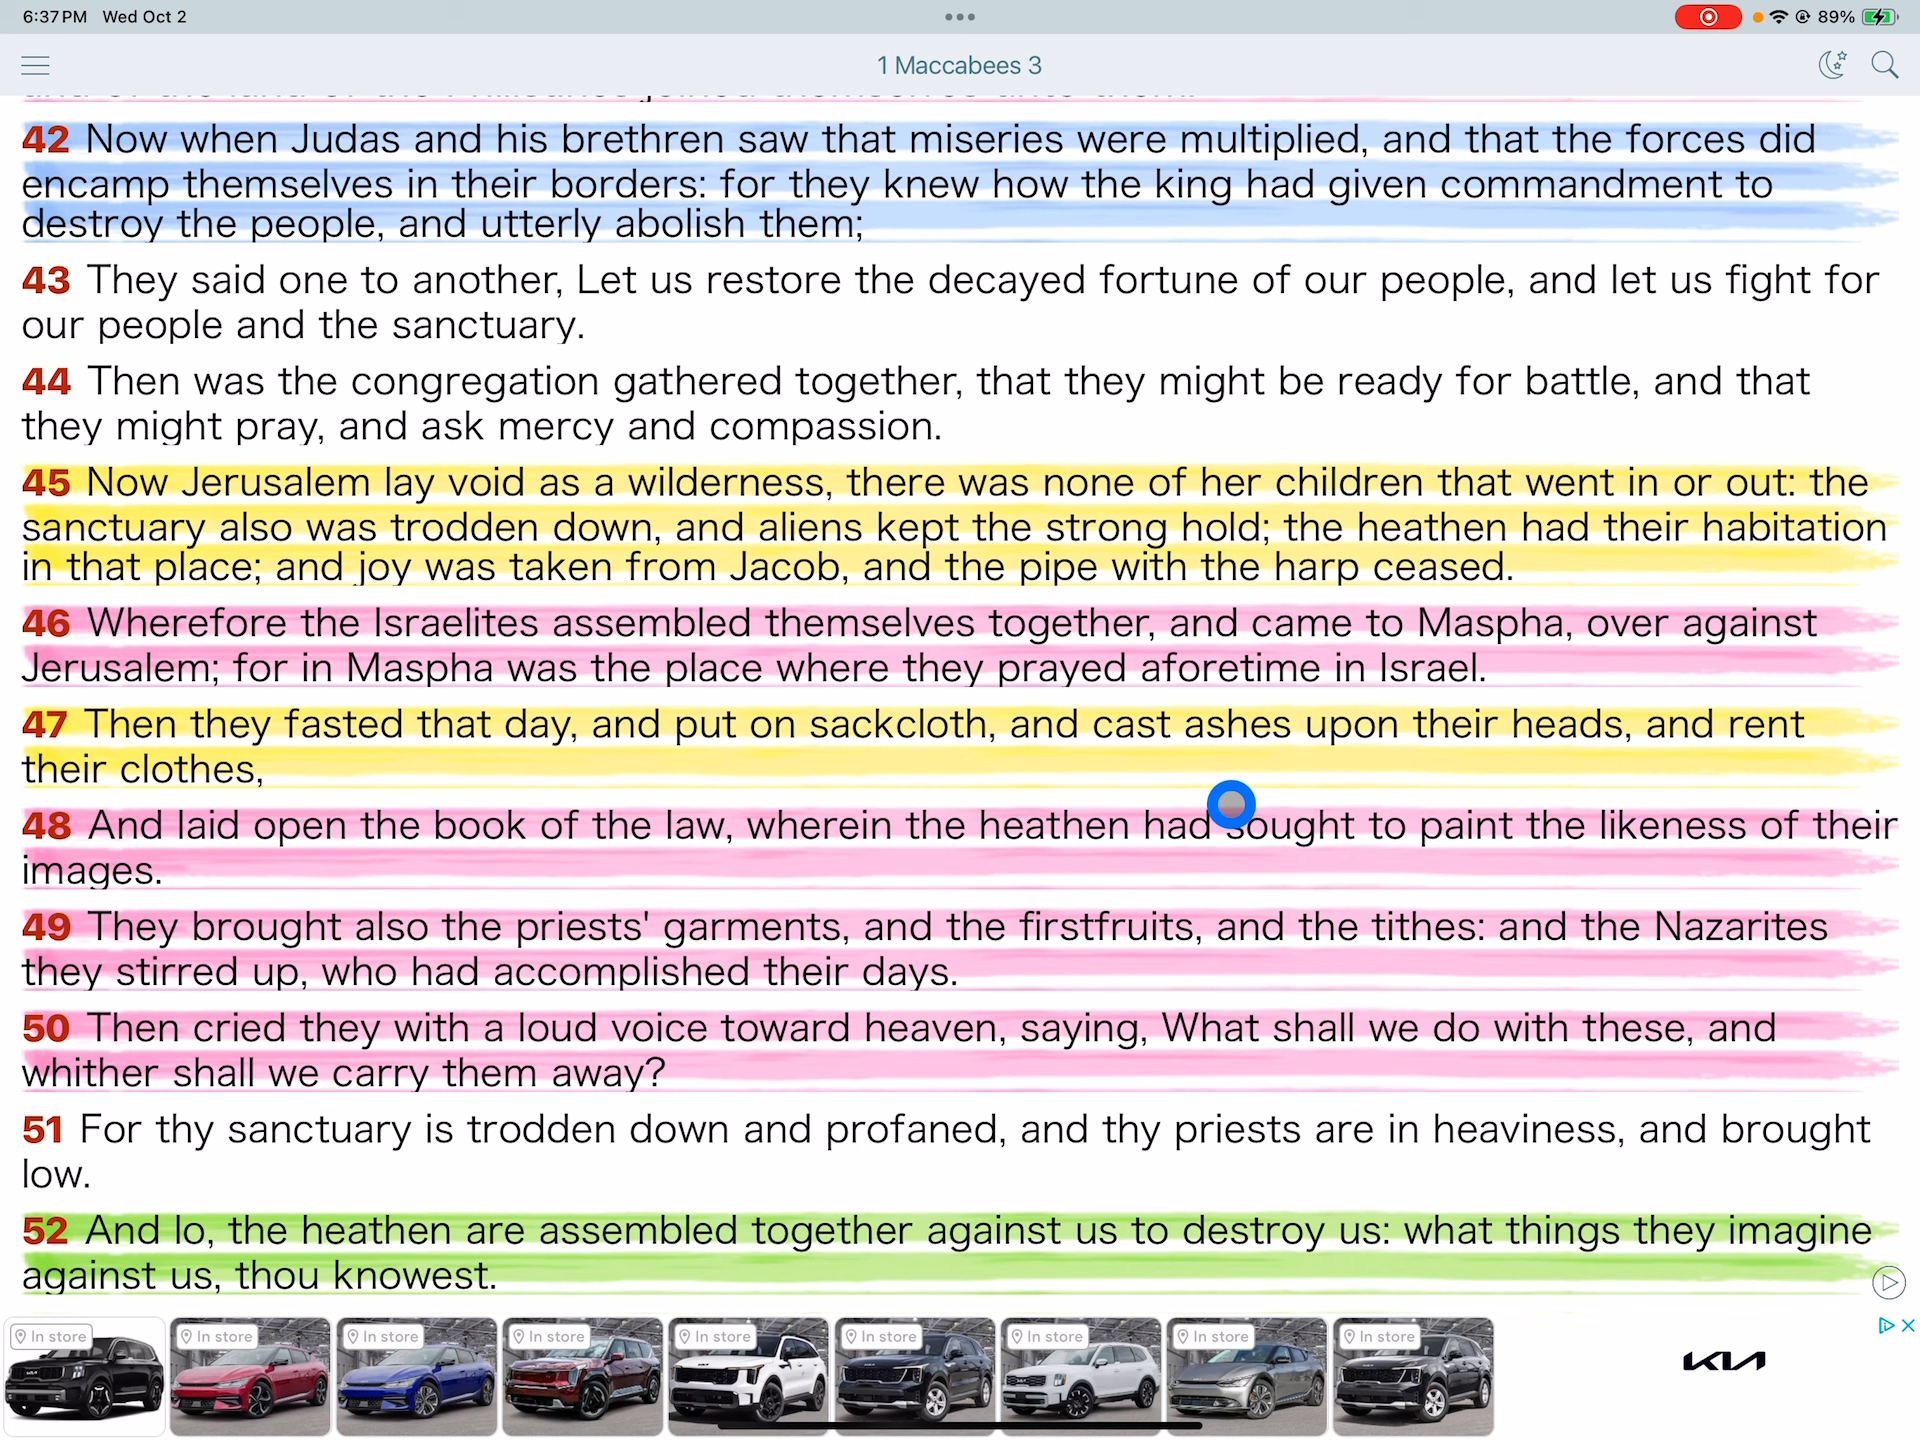 6:37 PM Wed Oct 2
89%
1 Maccabees 3
42 Now when Judas and his brethren saw that miseries were multiplied, and that the forces did
encamp themselves in their borders: for they knew how the king had given commandment to
destroy the people, and utterly abolish them;
43 They said one to another, Let us restore the decayed fortune of our people, and let us fight for
our people and the sanctuary.
44 Then was the congregation gathered together, that they might be ready for battle, and that
they might pray, and ask mercy and compassion.
45 Now Jerusalem lay void as a wilderness, there was none of her children that went in or out: the
sanctuary also was trodden down, and aliens kept the strong hold; the heathen had their habitation
in that place; and joy was taken from Jacob, and the pipe with the harp ceased.
46 Wherefore the Israelites assembled themselves together, and came to Maspha, over against
Jerusalem; for in Maspha was the place where they prayed aforetime in Israel.
47 Then they fasted that day, and put on sackcloth, and cast ashes upon their heads, and rent
their clothes,
48 And laid open the book of the law, wherein the heathen had sought to paint the likeness of their
images.
49 They brought also the priests' garments, and the firstfruits, and the tithes: and the Nazarites
they stirred up, who had accomplished their days.
50 Then cried they with a loud voice toward heaven, saying, What shall we do with these, and
whither shall we carry them away?
51 For thy sanctuary is trodden down and profaned, and thy priests are in heaviness, and brought
low.
52 And lo, the heathen are assembled together against us to destroy us: what things they imagine
against us, thou knowest.
In store In store In store In store In store In store In store In store In store
KIA